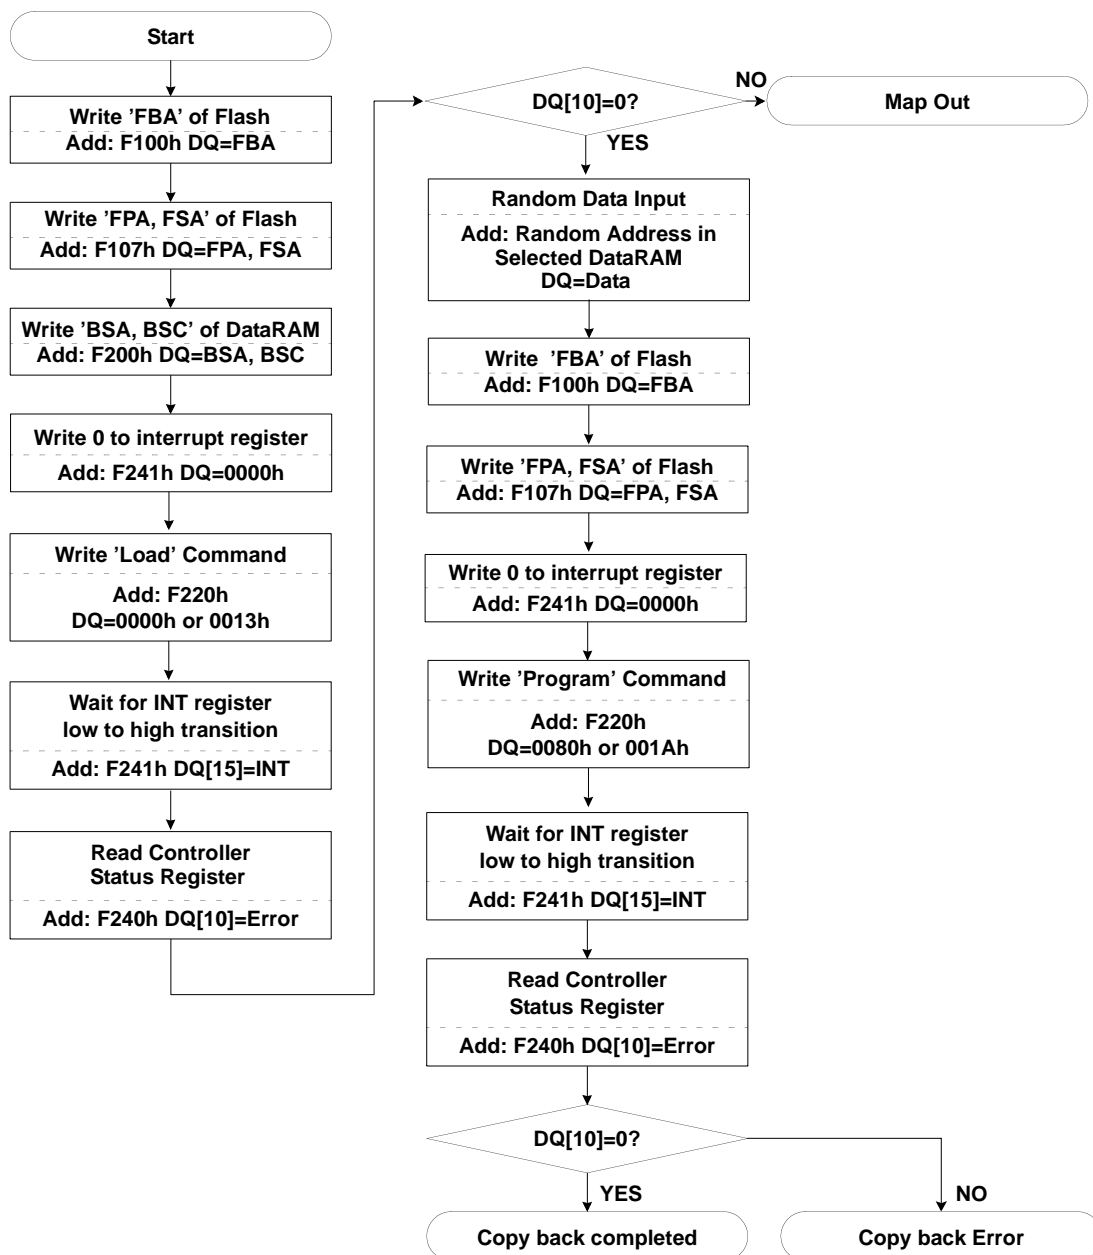 Start
Write ’FBA’ of Flash
Add: F100h DQ=FBA
Write ’FPA, FSA’ of Flash
Add: F107h DQ=FPA, FSA
Write ’BSA, BSC’ of DataRAM
Add: F200h DQ=BSA, BSC
Write 0 to interrupt register
Add: F241h DQ=0000h
Write ’Load’ Command
Add: F220h
DQ=0000h or 0013h
Wait for INT register
low to high transition
Add: F241h DQ[15]=INT
Read Controller
Status Register
Add: F240h DQ[10]=Error
DQ[10]=0?
NO
Map Out
YES
Random Data Input
Add: Random Address in
Selected DataRAM
DQ=Data
Write ’FBA’ of Flash
Add: F100h DQ=FBA
Write ’FPA, FSA’ of Flash
Add: F107h DQ=FPA, FSA
Write 0 to interrupt register
Add: F241h DQ=0000h
Write ’Program’ Command
Add: F220h
DQ=0080h or 001Ah
Wait for INT register
low to high transition
Add: F241h DQ[15]=INT
Read Controller
Status Register
Add: F240h DQ[10]=Error
DQ[10]=0?
YES
NO
Copy back completed
Copy back Error